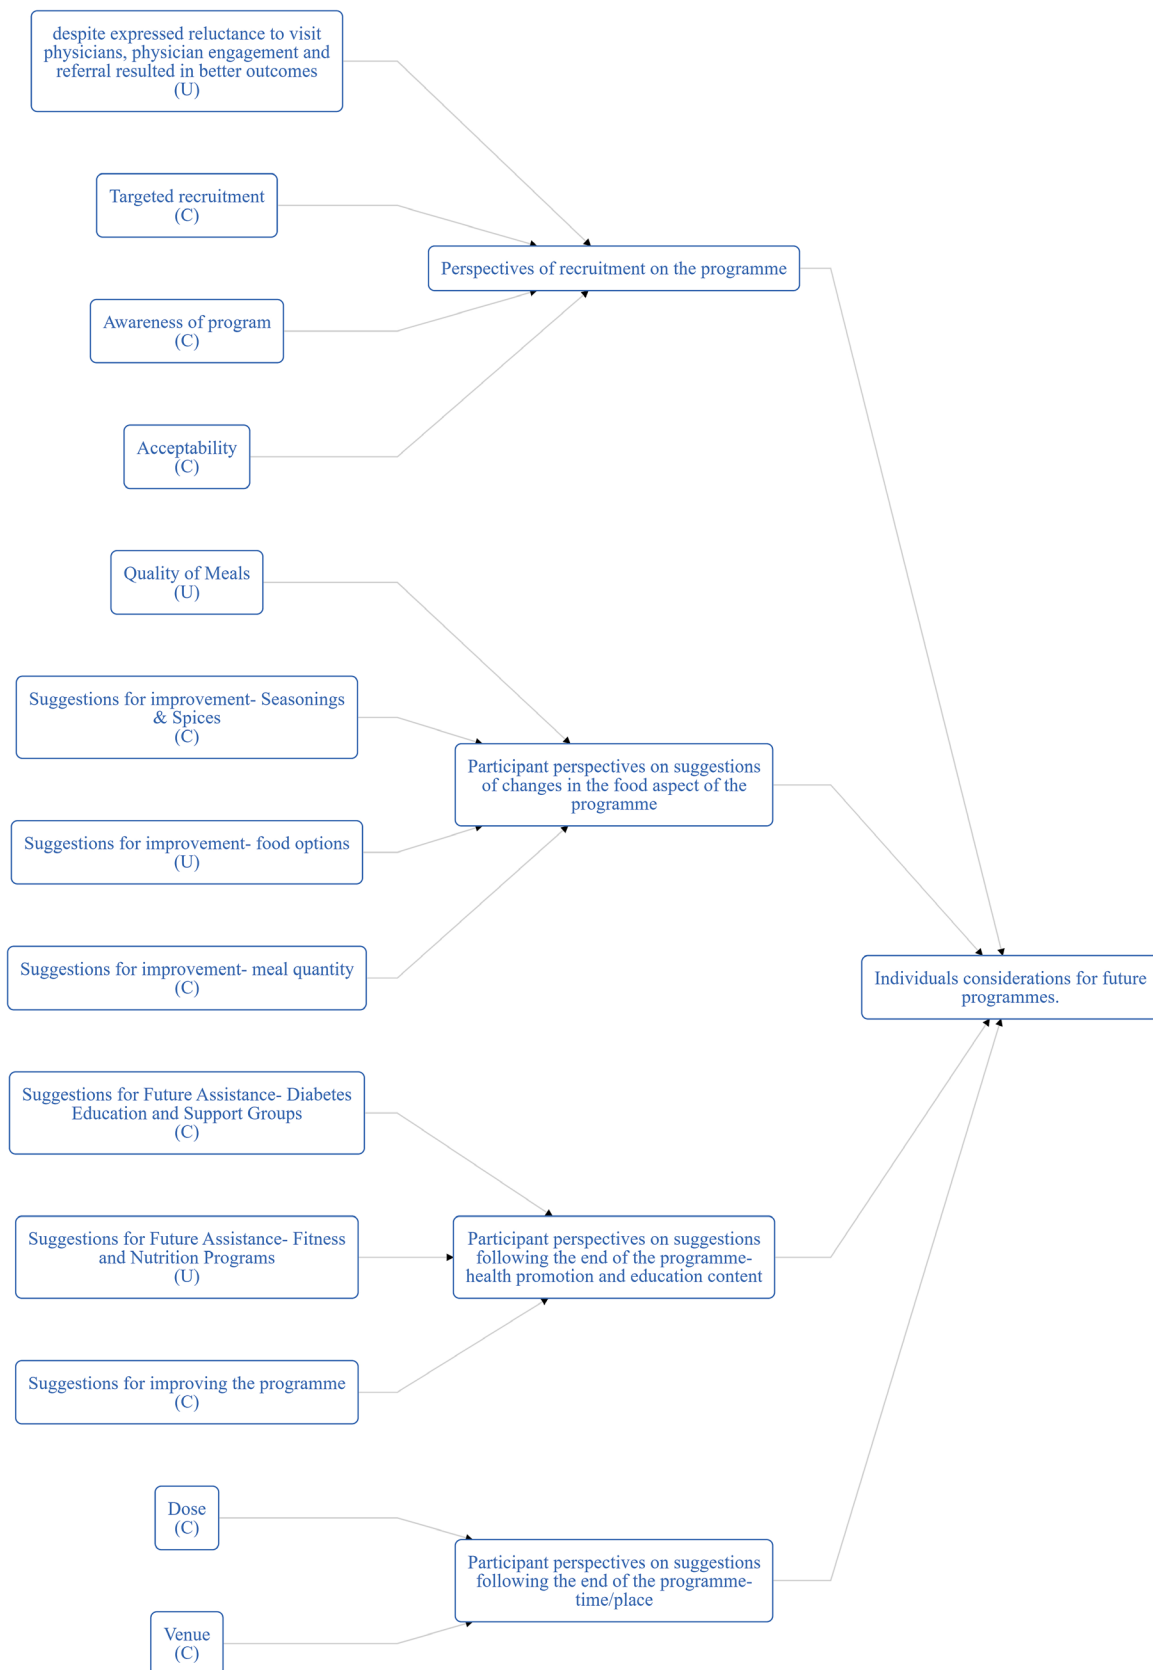 despite expressed reluctance to visit
physicians, physician engagement and
referral resulted in better outcomes
(U)
Targeted recruitment
(C)
Perspectives of recruitment on the programme
Awareness of program
(C)
Acceptability
(C)
Quality of Meals
(U)
Suggestions for improvement- Seasonings
& Spices
(C)
Participant perspectives on suggestions
of changes in the food aspect of the
programme
Suggestions for improvement- food options
(U)
Suggestions for improvement- meal quantity
(C)
Individuals considerations for future
programmes.
Suggestions for Future Assistance- Diabetes
Education and Support Groups
(C)
Suggestions for Future Assistance- Fitness
and Nutrition Programs
(U)
Participant perspectives on suggestions
following the end of the programme-
health promotion and education content
Suggestions for improving the programme
(C)
Dose
(C)
Participant perspectives on suggestions
following the end of the programme-
time/place
Venue
(C)